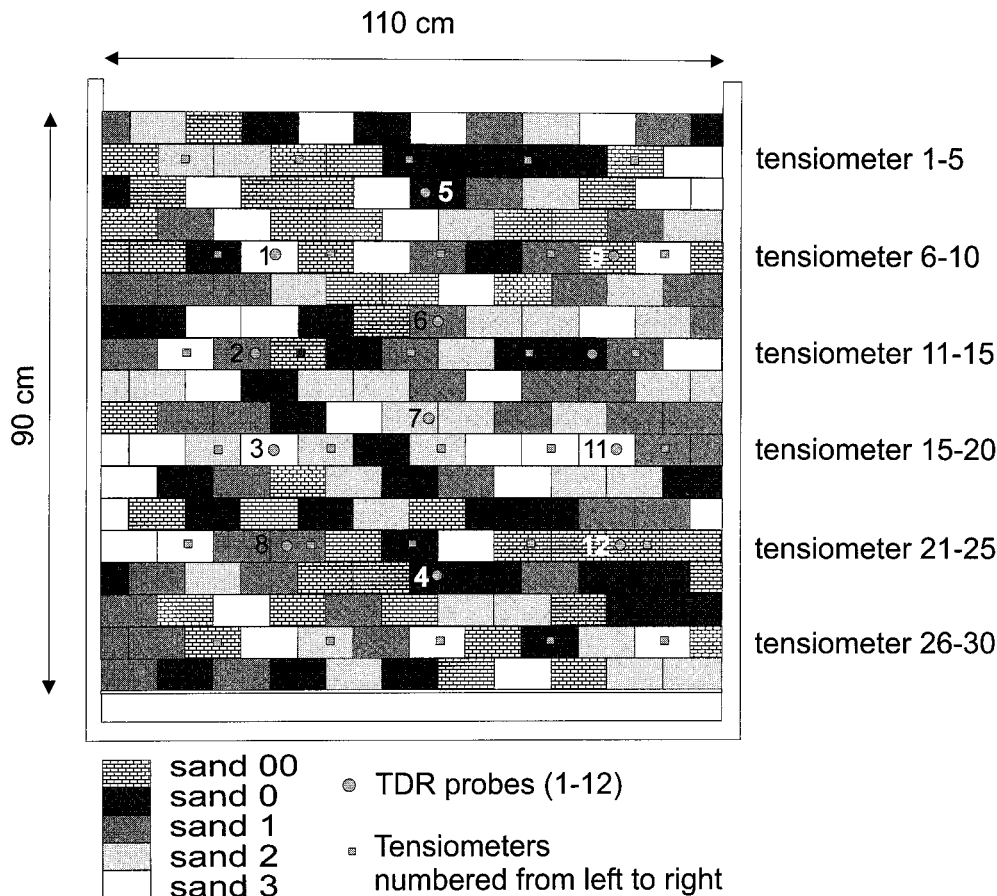 110 cm
90 cm
tensiometer 1-5
5
1
9
tensiometer 6-10
6
2
tensiometer 11-15
7
3
11
tensiometer 15-20
8
12
tensiometer 21-25
4
tensiometer 26-30
sand 00
sand 0
sand 1
sand 2
sand 3
TDR probes (1-12)
Tensiometers
numbered from left to right